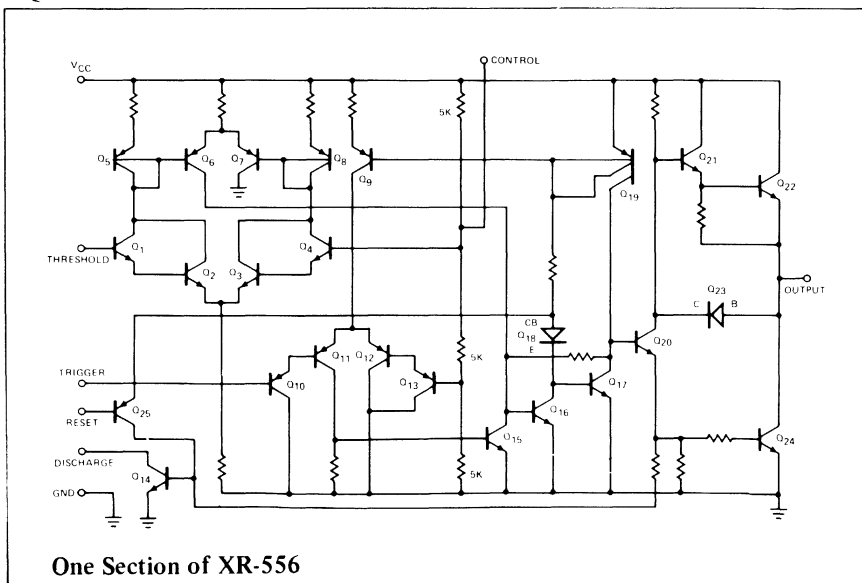 VCC
CONTROL
5K
Q5
Q6
Q7
Q8
Q9
Q19
Q21
Q22
Q1
Q2
Q3
Q4
THRESHOLD
Q23
C
B
OUTPUT
CB
Q18
E
5K
Q20
TRIGGER
Q10
Q11
Q12
Q13
Q17
Q16
Q15
RESET
Q25
Q24
DISCHARGE
Q14
5K
GND
One Section of XR-556